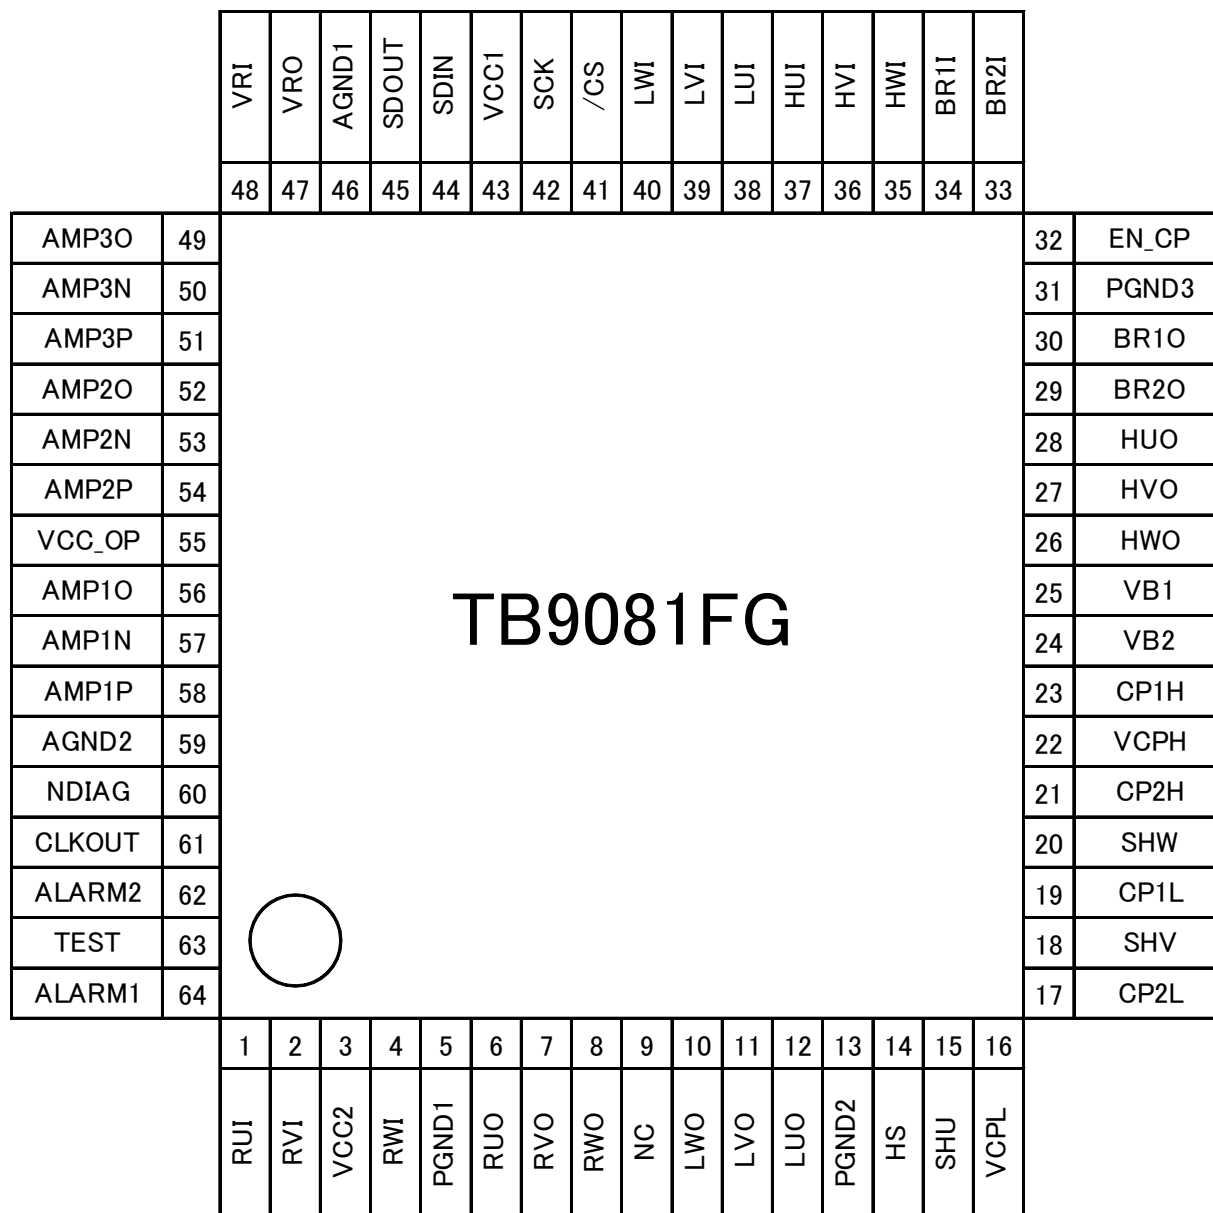 VRI VRO AGND1 SDOUT SDIN VCC1 SCK /CS LWI LVI LUI HUI HVI HWI BR1I BR2I
48 47 46 45 44 43 42 41 40 39 38 37 36 35 34 33
AMP3O 49 32 EN_CP
AMP3N 50 31 PGND3
AMP3P 51 30 BR1O
AMP2O 52 29 BR2O
AMP2N 53 28 HUO
AMP2P 54 27 HVO
VCC_OP 55 26 HWO
AMP1O 56 25 VB1
TB9081FG
AMP1N 57 24 VB2
AMP1P 58 23 CP1H
AGND2 59 22 VCPH
NDIAG 60 21 CP2H
CLKOUT 61 20 SHW
ALARM2 62 19 CP1L
TEST 63 18 SHV
ALARM1 64 17 CP2L
1 2 3 4 5 6 7 8 9 10 11 12 13 14 15 16
RUI RVI VCC2 RWI PGND1 RUO RVO RWO NC LWO LVO LUO PGND2 HS SHU VCPL